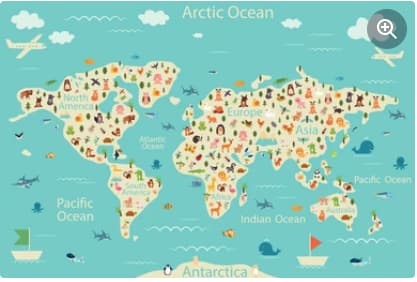 Arctic Ocean
North
America
Europe
Asia
Atlantic
Ocean
South
America
Africa
Pacific Ocean
Pacific
Ocean
Indian Ocean
Australia
Antarctica